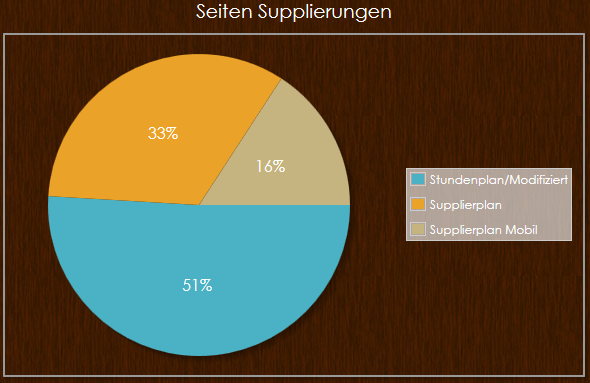 Seiten Supplierungen
33%
16%
51%
Stundenplan/Modifiziert
Supplierplan
Supplierplan Mobil